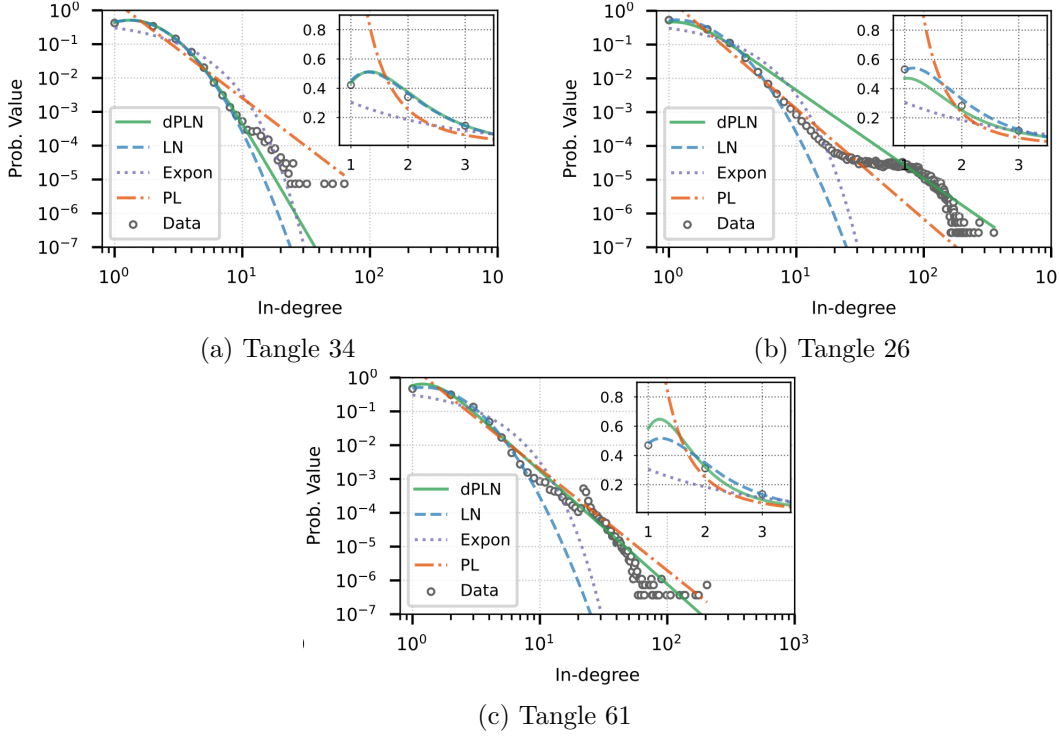 10^0
10^-1
10^-2
10^-3
10^-4
10^-5
10^-6
10^-7
Prob. Value
dPLN
LN
Expon
PL
Data
0.8
0.6
0.4
0.2
1 2 3
10^0 10^1 10^2 10
In-degree
(a) Tangle 34
10^0
10^-1
10^-2
10^-3
10^-4
10^-5
10^-6
10^-7
Prob. Value
dPLN
LN
Expon
PL
Data
0.8
0.6
0.4
0.2
1 2 3
10^0 10^1 10^2 10
In-degree
(b) Tangle 26
10^0
10^-1
10^-2
10^-3
10^-4
10^-5
10^-6
10^-7
Prob. Value
dPLN
LN
Expon
PL
Data
0.8
0.6
0.4
0.2
1 2 3
10^0 10^1 10^2 10^3
In-degree
(c) Tangle 61